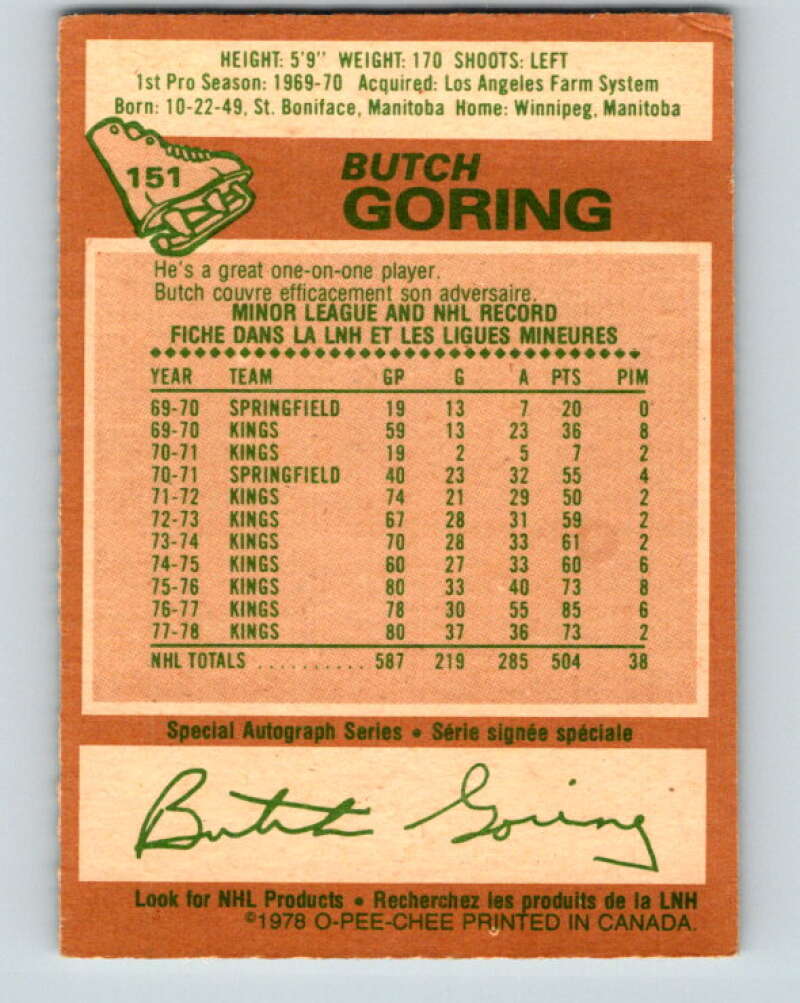 HEIGHT: 5'9" WEIGHT: 170 SHOOTS: LEFT
1st Pro Season: 1969-70 Acquired: Los Angeles Farm System
Born: 10-22-49, St. Boniface, Manitoba Home: Winnipeg, Manitoba
151
BUTCH
GORING
He's a great one-on-one player.
Butch couvre efficacement son adversaire.
MINOR LEAGUE AND NHL RECORD
FICHE DANS LA LNH ET LES LIGUES MINEURES
YEAR TEAM GP G A PTS PIM
69-70 SPRINGFIELD 19 13 7 20 0
69-70 KINGS 59 13 23 36 8
70-71 KINGS 19 2 5 7 2
70-71 SPRINGFIELD 40 23 32 55 4
71-72 KINGS 74 21 29 50 2
72-73 KINGS 67 28 31 59 2
73-74 KINGS 70 28 33 61 2
74-75 KINGS 60 27 33 60 6
75-76 KINGS 80 33 40 73 8
76-77 KINGS 78 30 55 85 6
77-78 KINGS 80 37 36 73 2
NHL TOTALS .......... 587 219 285 504 38
Special Autograph Series • Série signée spéciale
Butch Goring
Look for NHL Products • Recherchez les produits de la LNH
©1978 O-PEE-CHEE PRINTED IN CANADA.